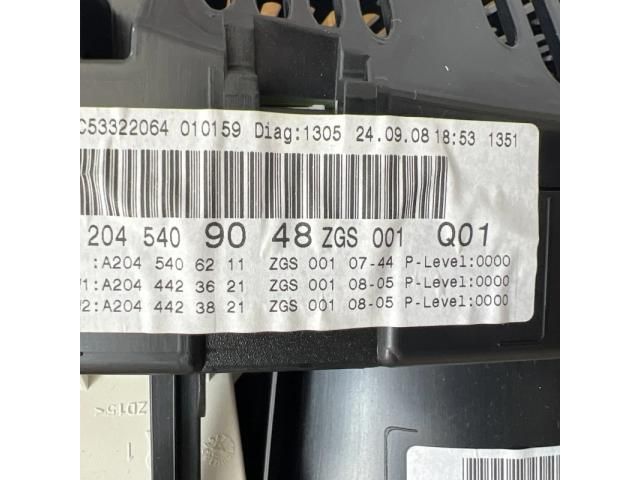 C53322064 010159 Diag:1305 24.09.08 18:53 1351
204 540 90 48 ZGS 001 Q01
:A204 540 62 11 ZGS 001 07-44 P-Level:0000
1:A204 442 36 21 ZGS 001 08-05 P-Level:0000
2:A204 442 38 21 ZGS 001 08-05 P-Level:0000
ZD15<
1